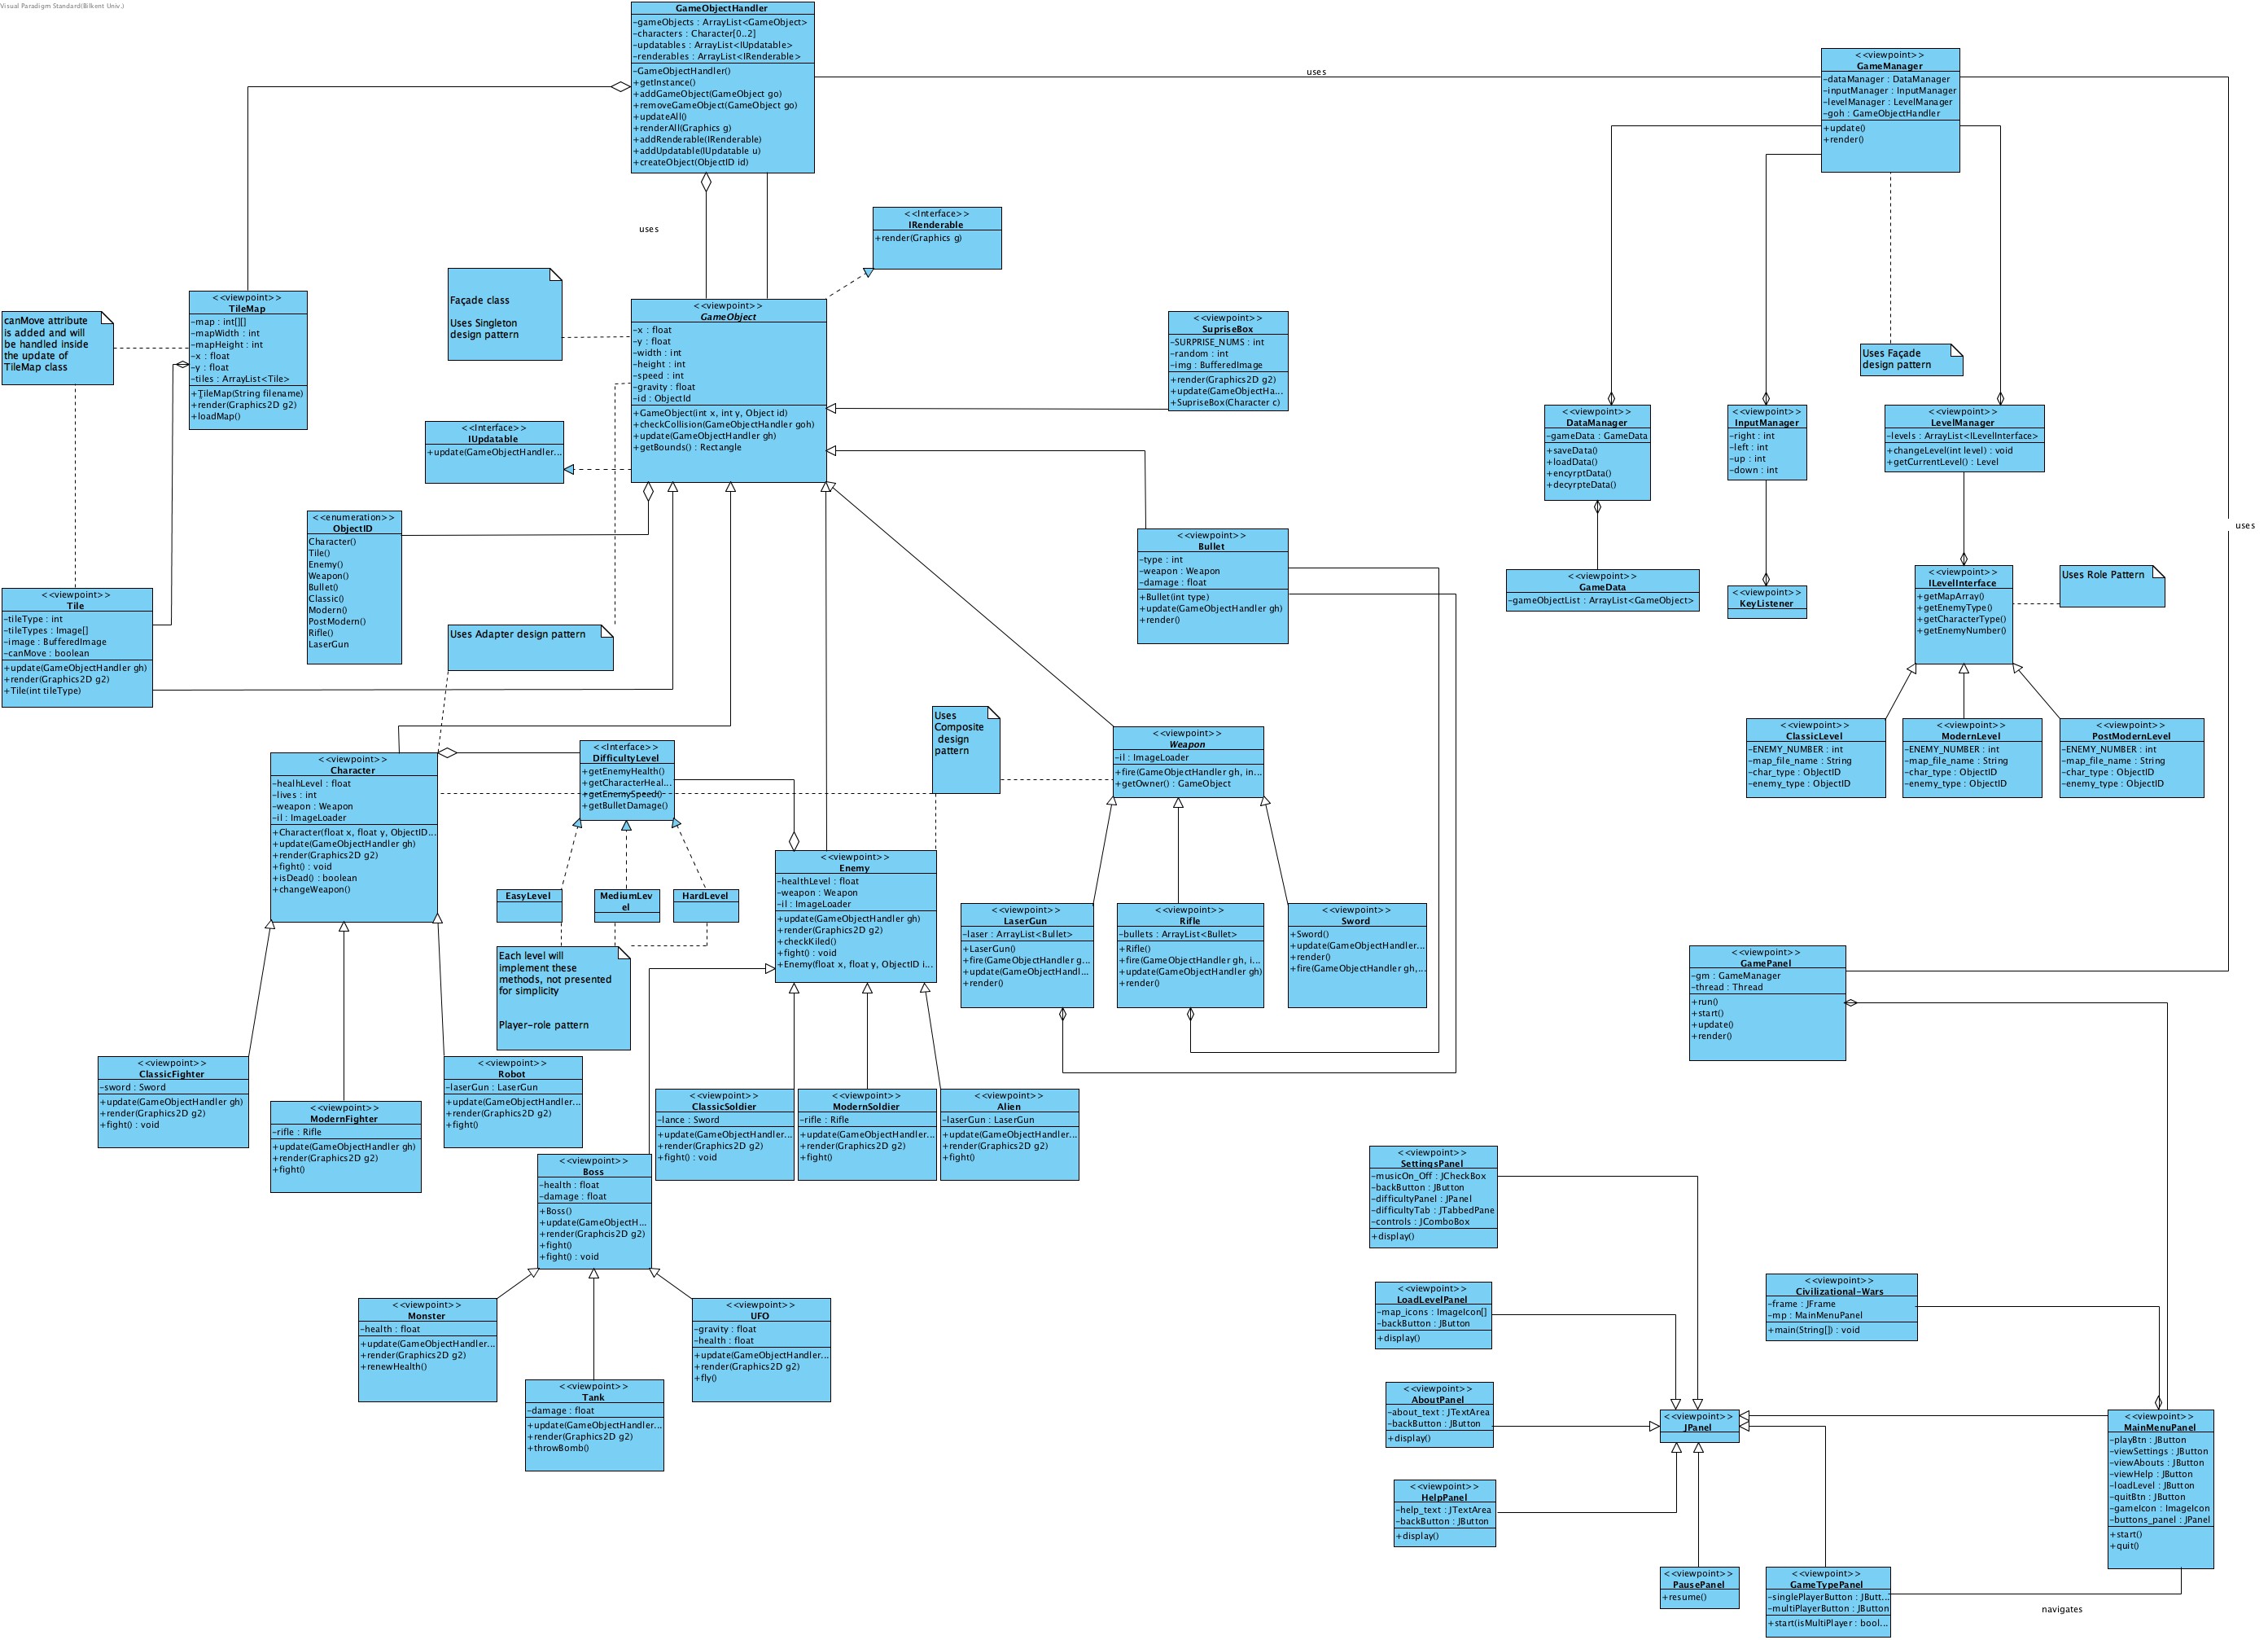 Visual Paradigm Standard(Bilkent Univ.)
GameObjectHandler
-gameObjects : ArrayList<GameObject>
-characters : Character[0..2]
-updatables : ArrayList<IUpdatable>
-renderables : ArrayList<IRenderable>
-GameObjectHandler()
+getInstance()
+addGameObject(GameObject go)
+removeGameObject(GameObject go)
+updateAll()
+renderAll(Graphics g)
+addRenderable(IRenderable)
+addUpdatable(IUpdatable u)
+createObject(ObjectID id)
uses
<<viewpoint>>
GameManager
-dataManager : DataManager
-inputManager : InputManager
-levelManager : LevelManager
-goh : GameObjectHandler
+update()
+render()
uses
<<Interface>>
IRenderable
+render(Graphics g)
Façade class
Uses Singleton
design pattern
<<viewpoint>>
TileMap
-map : int[][]
-mapWidth : int
-mapHeight : int
-x : float
-y : float
-tiles : ArrayList<Tile>
+TileMap(String filename)
+render(Graphics2D g2)
+loadMap()
canMove attribute
is added and will
be handled inside
the update of
TileMap class
<<viewpoint>>
GameObject
-x : float
-y : float
-width : int
-height : int
-speed : int
-gravity : float
-id : ObjectId
+GameObject(int x, int y, Object id)
+checkCollision(GameObjectHandler goh)
+update(GameObjectHandler gh)
+getBounds() : Rectangle
<<viewpoint>>
SupriseBox
-SURPRISE_NUMS : int
-random : int
-img : BufferedImage
+render(Graphics2D g2)
+update(GameObjectHa...
+SupriseBox(Character c)
Uses Façade
design pattern
<<Interface>>
IUpdatable
+update(GameObjectHandler...
<<viewpoint>>
DataManager
-gameData : GameData
+saveData()
+loadData()
+encyrptData()
+decyrpteData()
<<viewpoint>>
InputManager
-right : int
-left : int
-up : int
-down : int
<<viewpoint>>
LevelManager
-levels : ArrayList<ILevelInterface>
+changeLevel(int level) : void
+getCurrentLevel() : Level
uses
<<enumeration>>
ObjectID
Character()
Tile()
Enemy()
Weapon()
Bullet()
Classic()
Modern()
PostModern()
Rifle()
LaserGun
<<viewpoint>>
Bullet
-type : int
-weapon : Weapon
-damage : float
+Bullet(int type)
+update(GameObjectHandler gh)
+render()
<<viewpoint>>
GameData
-gameObjectList : ArrayList<GameObject>
<<viewpoint>>
KeyListener
<<viewpoint>>
ILevelInterface
+getMapArray()
+getEnemyType()
+getCharacterType()
+getEnemyNumber()
Uses Role Pattern
<<viewpoint>>
Tile
-tileType : int
-tileTypes : Image[]
-image : BufferedImage
-canMove : boolean
+update(GameObjectHandler gh)
+render(Graphics2D g2)
+Tile(int tileType)
Uses Adapter design pattern
Uses
Composite
design
pattern
<<viewpoint>>
Weapon
-il : ImageLoader
+fire(GameObjectHandler gh, in...
+getOwner() : GameObject
<<viewpoint>>
ClassicLevel
-ENEMY_NUMBER : int
-map_file_name : String
-char_type : ObjectID
-enemy_type : ObjectID
<<viewpoint>>
ModernLevel
-ENEMY_NUMBER : int
-map_file_name : String
-char_type : ObjectID
-enemy_type : ObjectID
<<viewpoint>>
PostModernLevel
-ENEMY_NUMBER : int
-map_file_name : String
-char_type : ObjectID
-enemy_type : ObjectID
<<viewpoint>>
Character
-healhLevel : float
-lives : int
-weapon : Weapon
-il : ImageLoader
+Character(float x, float y, ObjectID...
+update(GameObjectHandler gh)
+render(Graphics2D g2)
+fight() : void
+isDead() : boolean
+changeWeapon()
<<Interface>>
DifficultyLevel
+getEnemyHealth()
+getCharacterHeal...
+getEnemySpeed()
+getBulletDamage()
<<viewpoint>>
Enemy
-healthLevel : float
-weapon : Weapon
-il : ImageLoader
+update(GameObjectHandler gh)
+render(Graphics2D g2)
+checkKiled()
+fight() : void
+Enemy(float x, float y, ObjectID i...
EasyLevel
MediumLev
el
HardLevel
<<viewpoint>>
LaserGun
-laser : ArrayList<Bullet>
+LaserGun()
+fire(GameObjectHandler g...
+update(GameObjectHandl...
+render()
<<viewpoint>>
Rifle
-bullets : ArrayList<Bullet>
+Rifle()
+fire(GameObjectHandler gh, i...
+update(GameObjectHandler gh)
+render()
<<viewpoint>>
Sword
+Sword()
+update(GameObjectHandler...
+render()
+fire(GameObjectHandler gh,...
Each level will
implement these
methods, not presented
for simplicity
Player-role pattern
<<viewpoint>>
GamePanel
-gm : GameManager
-thread : Thread
+run()
+start()
+update()
+render()
<<viewpoint>>
ClassicFighter
-sword : Sword
+update(GameObjectHandler gh)
+render(Graphics2D g2)
+fight() : void
<<viewpoint>>
ModernFighter
-rifle : Rifle
+update(GameObjectHandler gh)
+render(Graphics2D g2)
+fight()
<<viewpoint>>
Robot
-laserGun : LaserGun
+update(GameObjectHandler...
+render(Graphics2D g2)
+fight()
<<viewpoint>>
ClassicSoldier
-lance : Sword
+update(GameObjectHandler...
+render(Graphics2D g2)
+fight() : void
<<viewpoint>>
ModernSoldier
-rifle : Rifle
+update(GameObjectHandler...
+render(Graphics2D g2)
+fight()
<<viewpoint>>
Alien
-laserGun : LaserGun
+update(GameObjectHandler...
+render(Graphics2D g2)
+fight()
<<viewpoint>>
Boss
-health : float
-damage : float
+Boss()
+update(GameObjectH...
+render(Graphcis2D g2)
+fight()
+fight() : void
<<viewpoint>>
SettingsPanel
-musicOn_Off : JCheckBox
-backButton : JButton
-difficultyPanel : JPanel
-difficultyTab : JTabbedPane
-controls : JComboBox
+display()
<<viewpoint>>
Monster
-health : float
+update(GameObjectHandler...
+render(Graphics2D g2)
+renewHealth()
<<viewpoint>>
Tank
-damage : float
+update(GameObjectHandler...
+render(Graphics2D g2)
+throwBomb()
<<viewpoint>>
UFO
-gravity : float
-health : float
+update(GameObjectHandler...
+render(Graphics2D g2)
+fly()
<<viewpoint>>
LoadLevelPanel
-map_icons : ImageIcon[]
-backButton : JButton
+display()
<<viewpoint>>
Civilizational-Wars
-frame : JFrame
-mp : MainMenuPanel
+main(String[]) : void
<<viewpoint>>
AboutPanel
-about_text : JTextArea
-backButton : JButton
+display()
<<viewpoint>>
JPanel
<<viewpoint>>
MainMenuPanel
-playBtn : JButton
-viewSettings : JButton
-viewAbouts : JButton
-viewHelp : JButton
-loadLevel : JButton
-quitBtn : JButton
-gameIcon : ImageIcon
-buttons_panel : JPanel
+start()
+quit()
<<viewpoint>>
HelpPanel
-help_text : JTextArea
-backButton : JButton
+display()
<<viewpoint>>
PausePanel
+resume()
<<viewpoint>>
GameTypePanel
-singlePlayerButton : JButt...
-multiPlayerButton : JButton
+start(isMultiPlayer : bool...
navigates